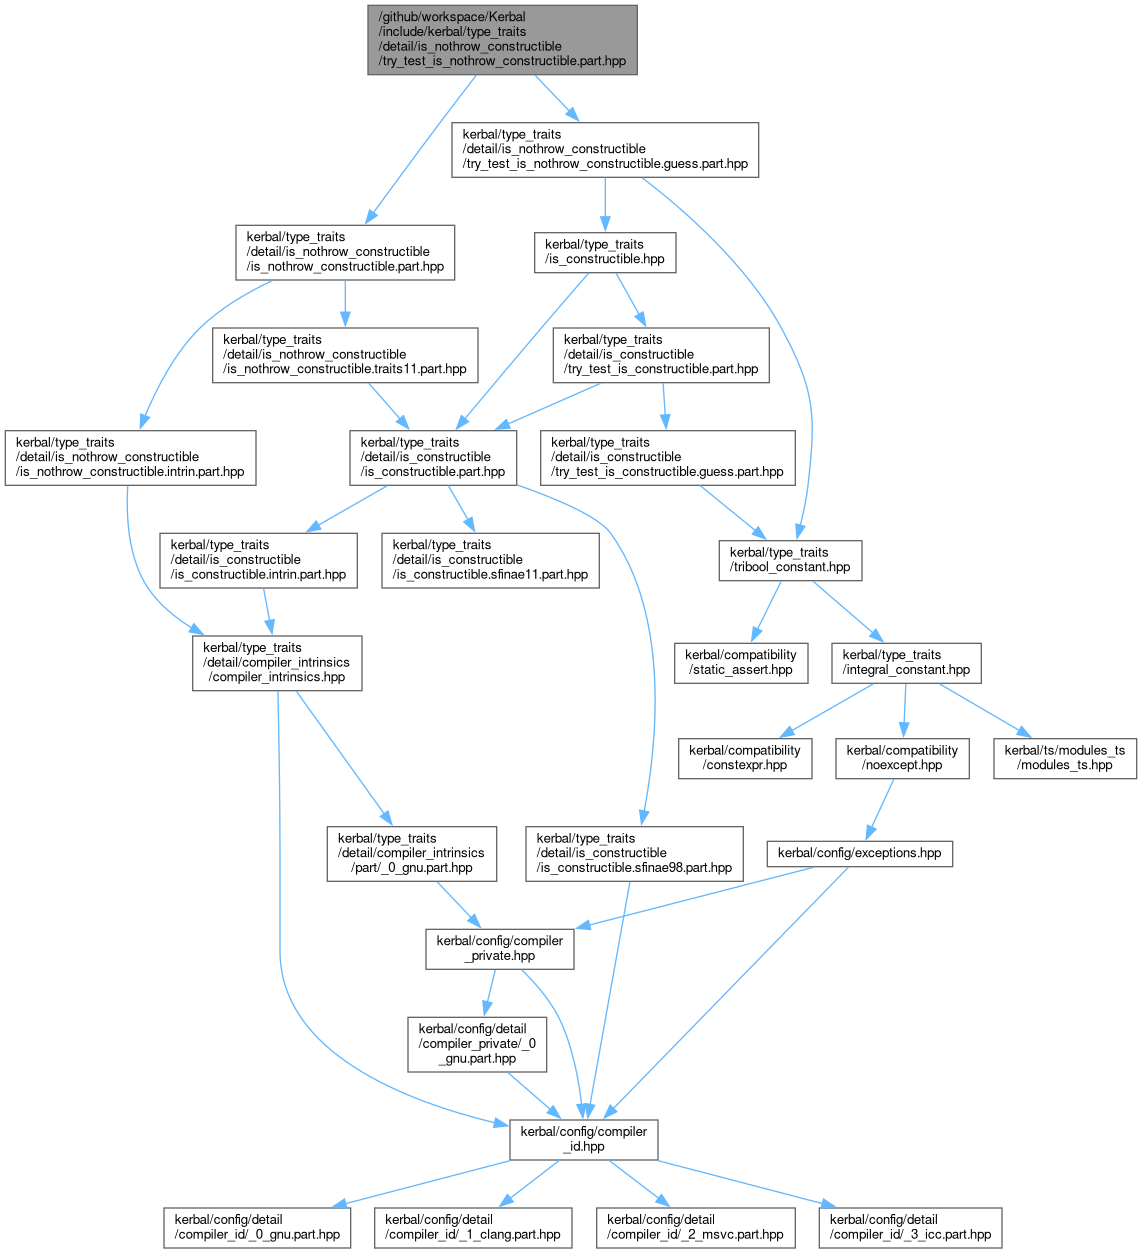 /github/workspace/Kerbal
/include/kerbal/type_traits
/detail/is_nothrow_constructible
/try_test_is_nothrow_constructible.part.hpp
kerbal/type_traits
/detail/is_nothrow_constructible
/try_test_is_nothrow_constructible.guess.part.hpp
kerbal/type_traits
/detail/is_nothrow_constructible
/is_nothrow_constructible.part.hpp
kerbal/type_traits
/is_constructible.hpp
kerbal/type_traits
/detail/is_nothrow_constructible
/is_nothrow_constructible.traits11.part.hpp
kerbal/type_traits
/detail/is_constructible
/try_test_is_constructible.part.hpp
kerbal/type_traits
/detail/is_nothrow_constructible
/is_nothrow_constructible.intrin.part.hpp
kerbal/type_traits
/detail/is_constructible
/is_constructible.part.hpp
kerbal/type_traits
/detail/is_constructible
/try_test_is_constructible.guess.part.hpp
kerbal/type_traits
/detail/is_constructible
/is_constructible.intrin.part.hpp
kerbal/type_traits
/detail/is_constructible
/is_constructible.sfinae11.part.hpp
kerbal/type_traits
/tribool_constant.hpp
kerbal/type_traits
/detail/compiler_intrinsics
/compiler_intrinsics.hpp
kerbal/compatibility
/static_assert.hpp
kerbal/type_traits
/integral_constant.hpp
kerbal/compatibility
/constexpr.hpp
kerbal/compatibility
/noexcept.hpp
kerbal/ts/modules_ts
/modules_ts.hpp
kerbal/type_traits
/detail/compiler_intrinsics
/part/_0_gnu.part.hpp
kerbal/type_traits
/detail/is_constructible
/is_constructible.sfinae98.part.hpp
kerbal/config/exceptions.hpp
kerbal/config/compiler
_private.hpp
kerbal/config/detail
/compiler_private/_0
_gnu.part.hpp
kerbal/config/compiler
_id.hpp
kerbal/config/detail
/compiler_id/_0_gnu.part.hpp
kerbal/config/detail
/compiler_id/_1_clang.part.hpp
kerbal/config/detail
/compiler_id/_2_msvc.part.hpp
kerbal/config/detail
/compiler_id/_3_icc.part.hpp